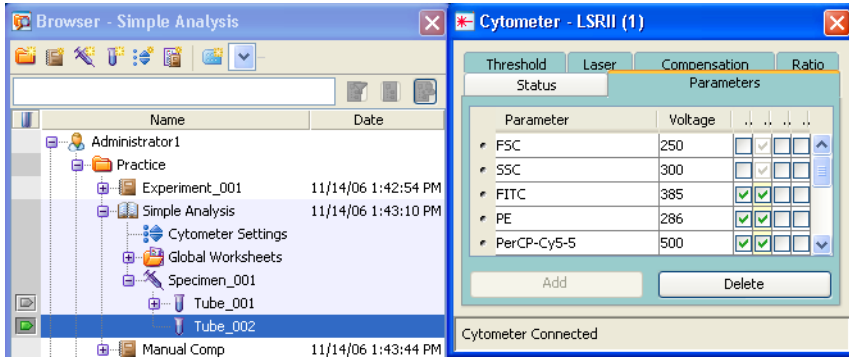 Browser - Simple Analysis
Name Date
Administrator1
Practice
Experiment_001 11/14/06 1:42:54 PM
Simple Analysis 11/14/06 1:43:10 PM
Cytometer Settings
Global Worksheets
Specimen_001
Tube_001
Tube_002
Manual Comp 11/14/06 1:43:44 PM
Cytometer - LSRII (1)
Threshold Laser Compensation Ratio
Status Parameters
Parameter Voltage .. .. .. ..
FSC 250
SSC 300
FITC 385
PE 286
PerCP-Cy5-5 500
Add Delete
Cytometer Connected